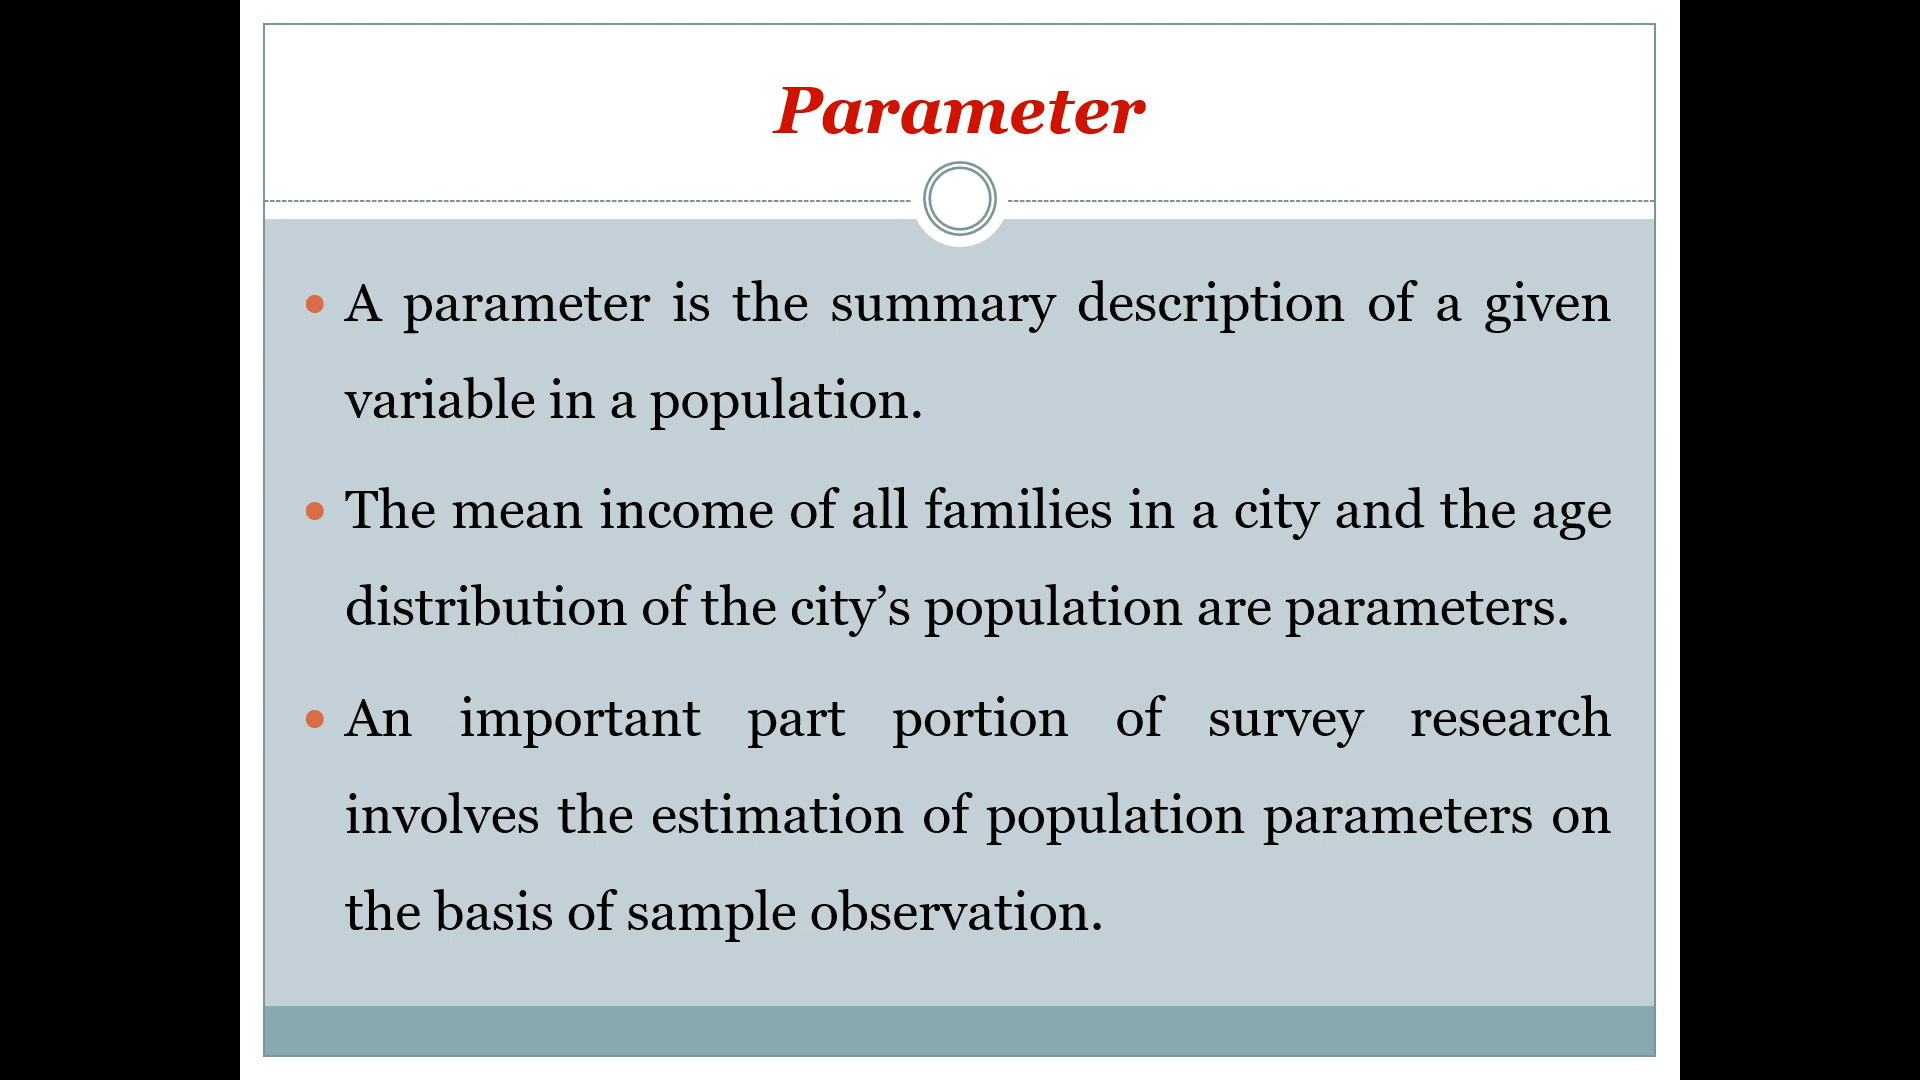 Parameter
• A parameter is the summary description of a given
variable in a population.
• The mean income of all families in a city and the age
distribution of the city’s population are parameters.
• An important part portion of survey research
involves the estimation of population parameters on
the basis of sample observation.